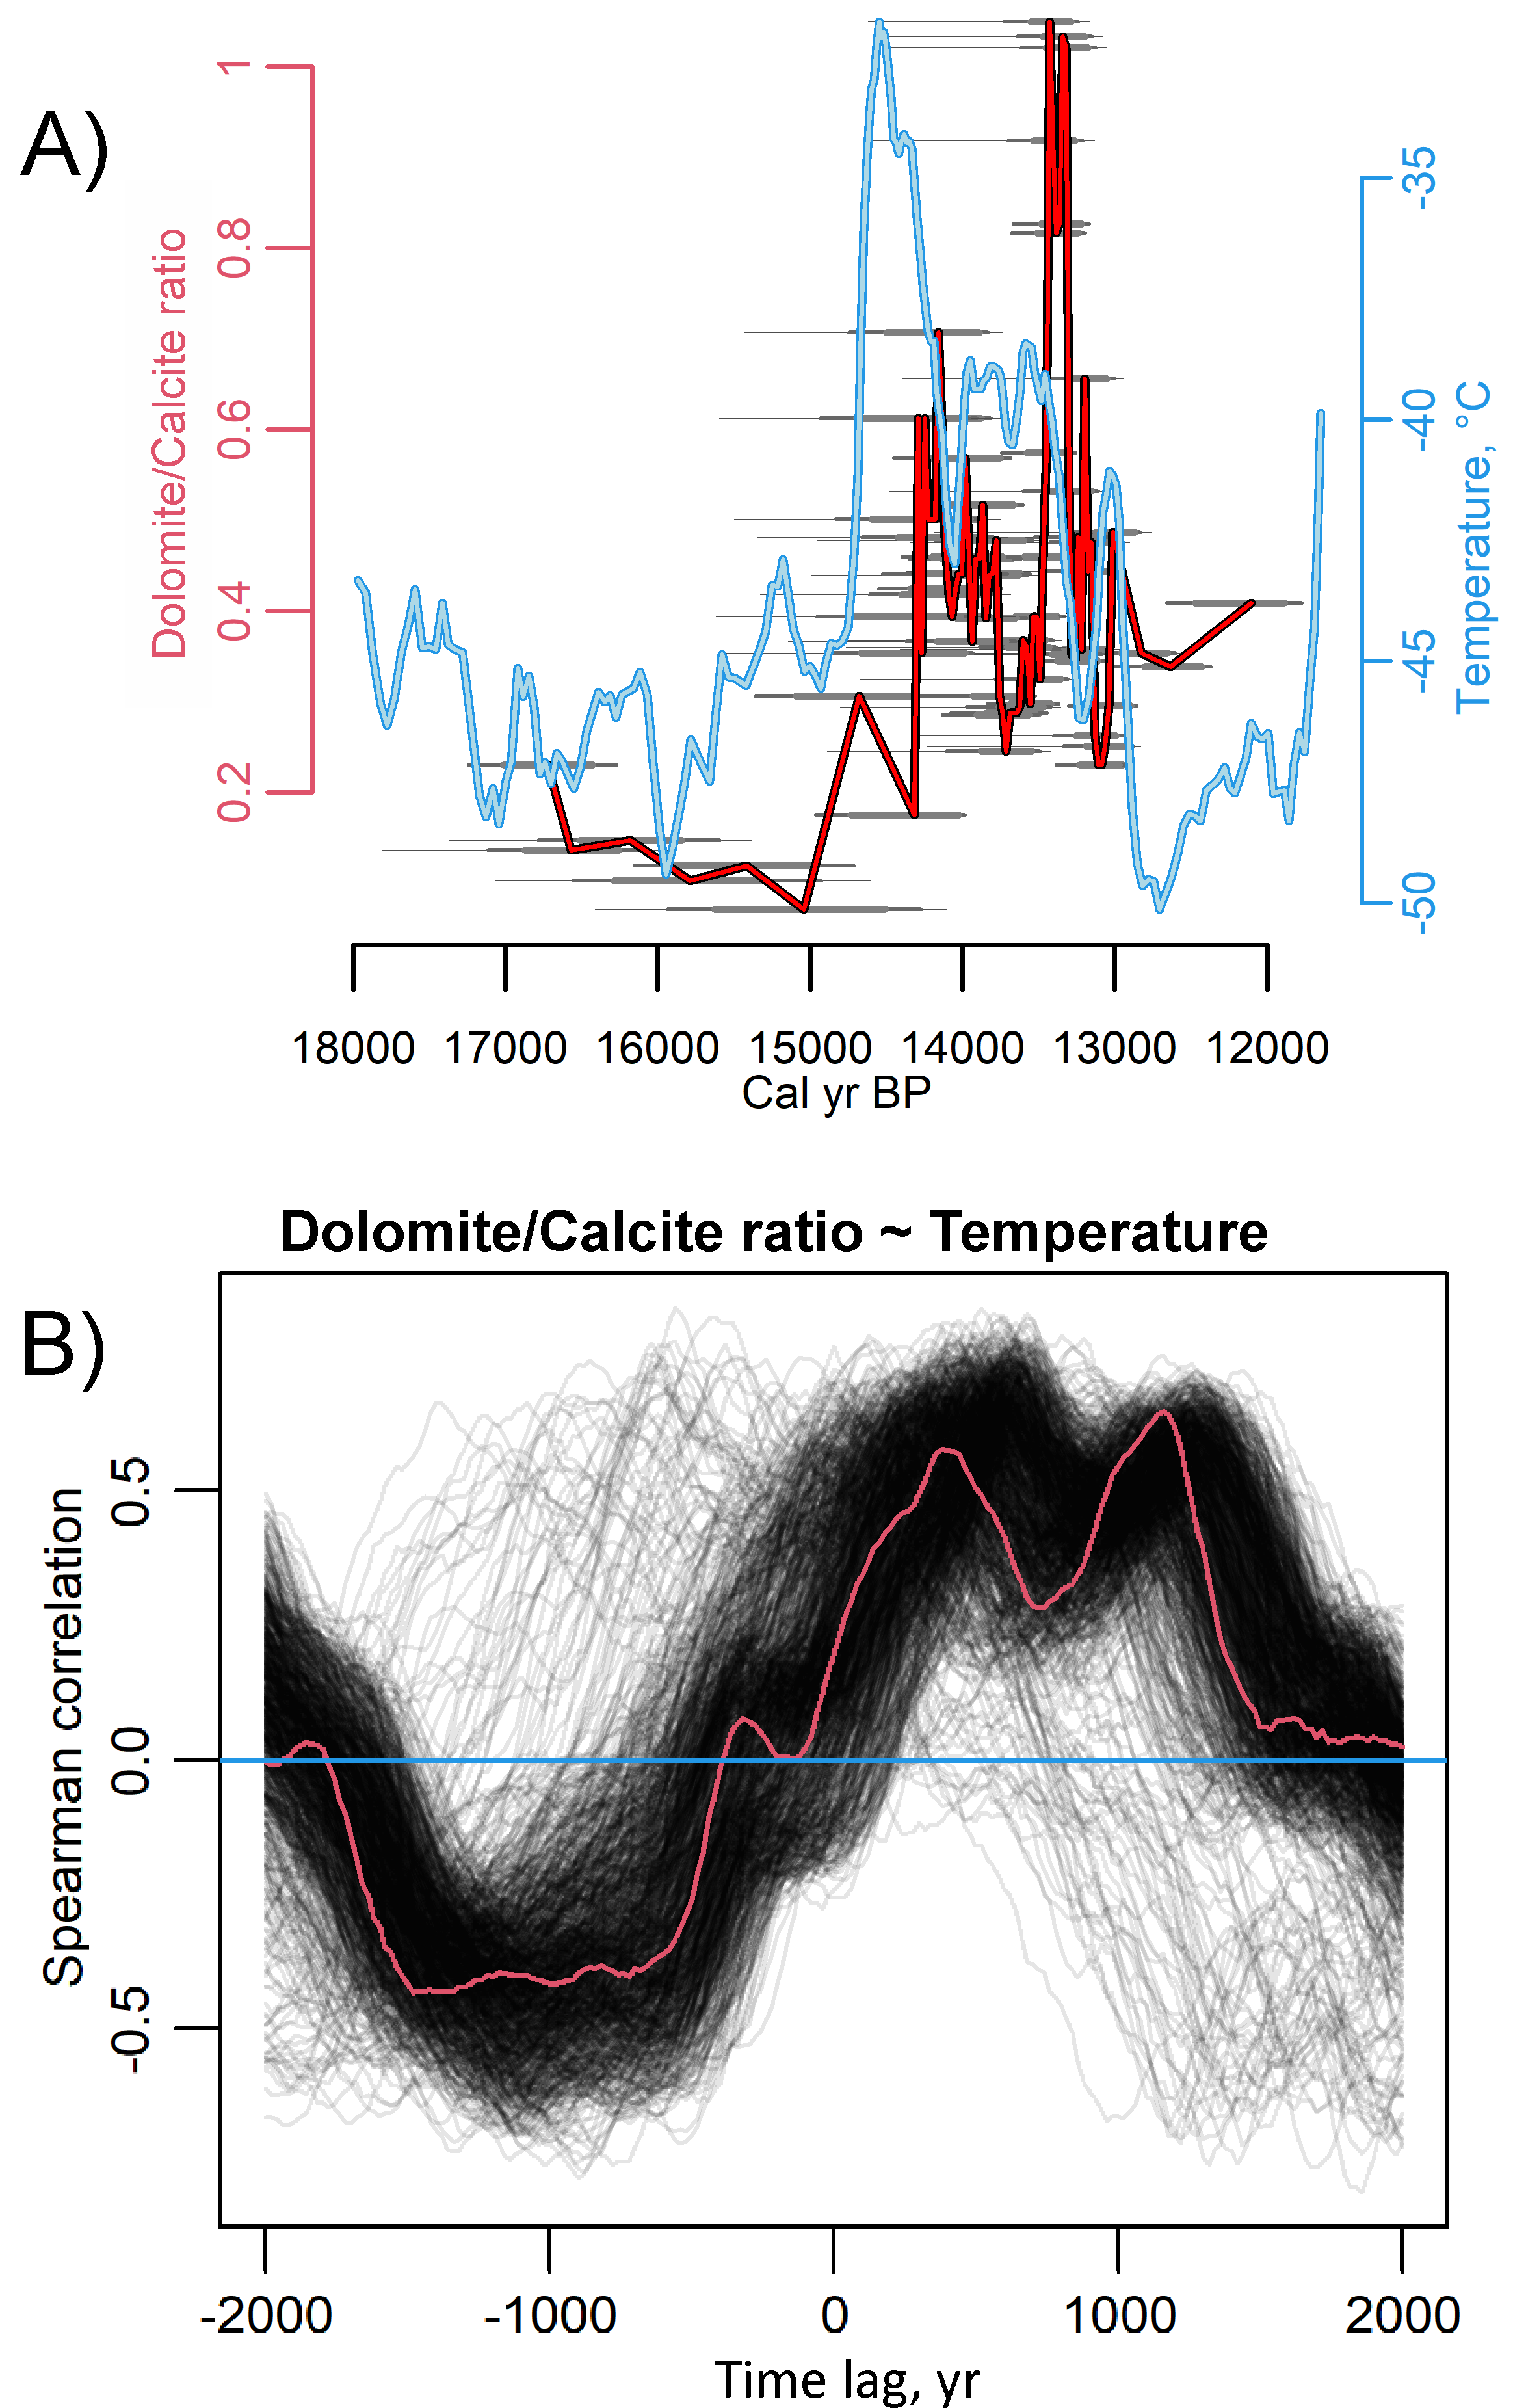 A)
Dolomite/Calcite ratio
1
0.8
0.6
0.4
0.2
-35
-40
-45
-50
Temperature, °C
18000 17000 16000 15000 14000 13000 12000
Cal yr BP
Dolomite/Calcite ratio ~ Temperature
B)
Spearman correlation
0.5
0.0
-0.5
-2000 -1000 0 1000 2000
Time lag, yr